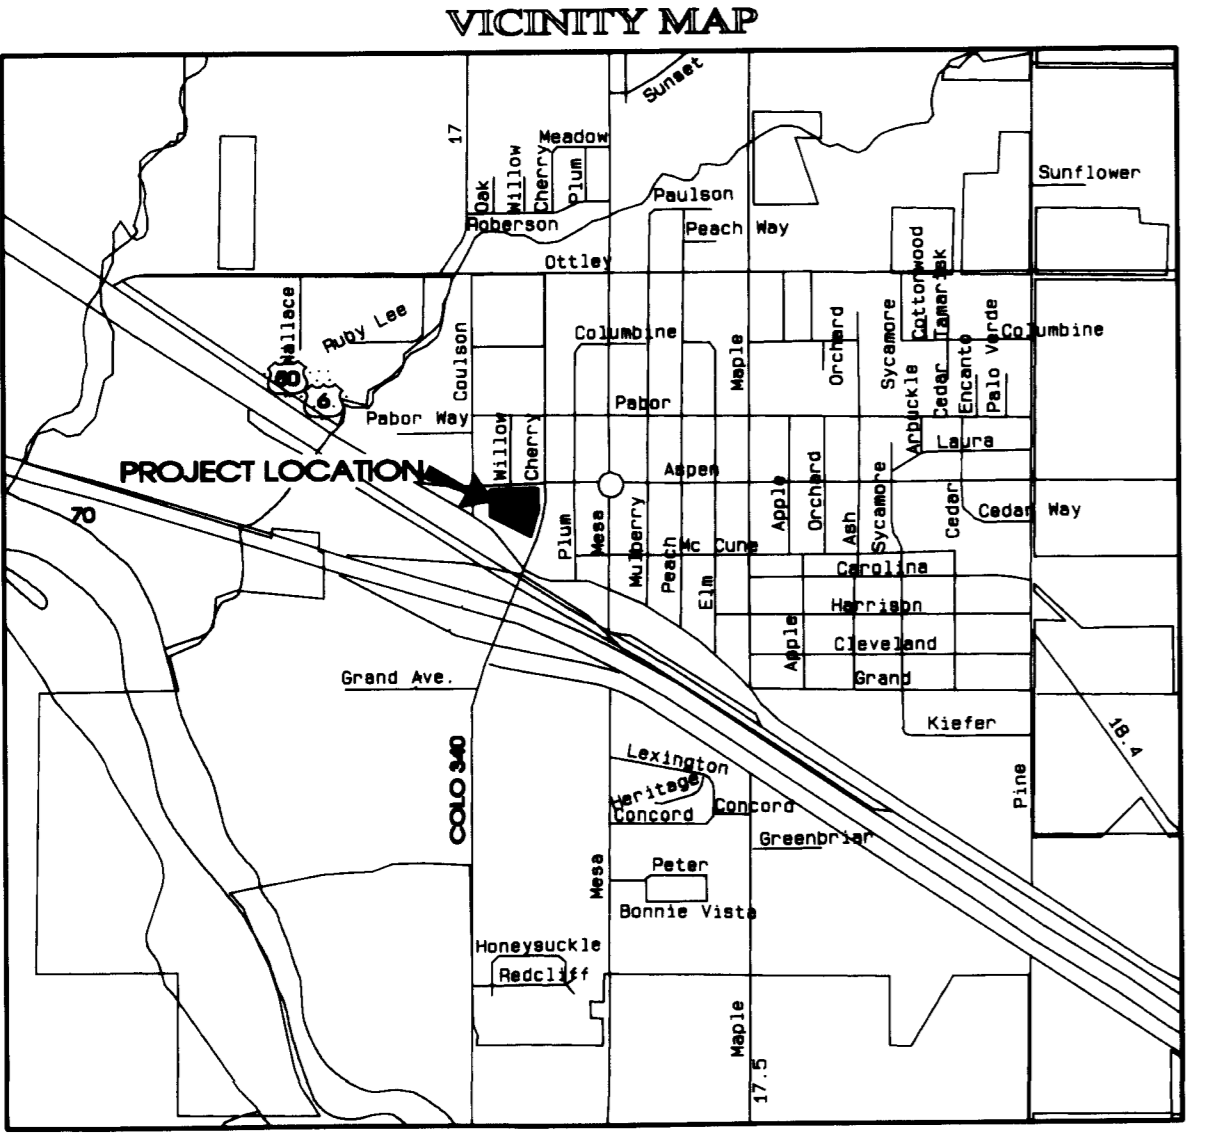 VICINITY MAP
Sunset
17
Meadow
Oak
Willow
Cherry
Plum
Roberson
Paulson
Peach Way
Sunflower
Ottley
Cottonwood
Tamarisk
Wallace
Ruby Lee
Coulson
Columbine
Maple
Orchard
Sycamore
Columbine
Palo Verde
Encanto
Cedar
Arbuckle
6
Pabor Way
Pabor
Willow
Cherry
Laura
PROJECT LOCATION
Aspen
70
Plum
Mesa
Mulberry
Peach
Mc Cune
Elm
Apple
Orchard
Ash
Sycamore
Cedar
Cedar Way
Carolina
Harrison
Apple
Cleveland
Grand Ave.
Grand
Kiefer
18.4
COLO 340
Lexington
Heritage
Concord
Concord
Pine
Greenbriar
Mesa
Peter
Bonnie Vista
Honeysuckle
Redcliff
Maple
17.5